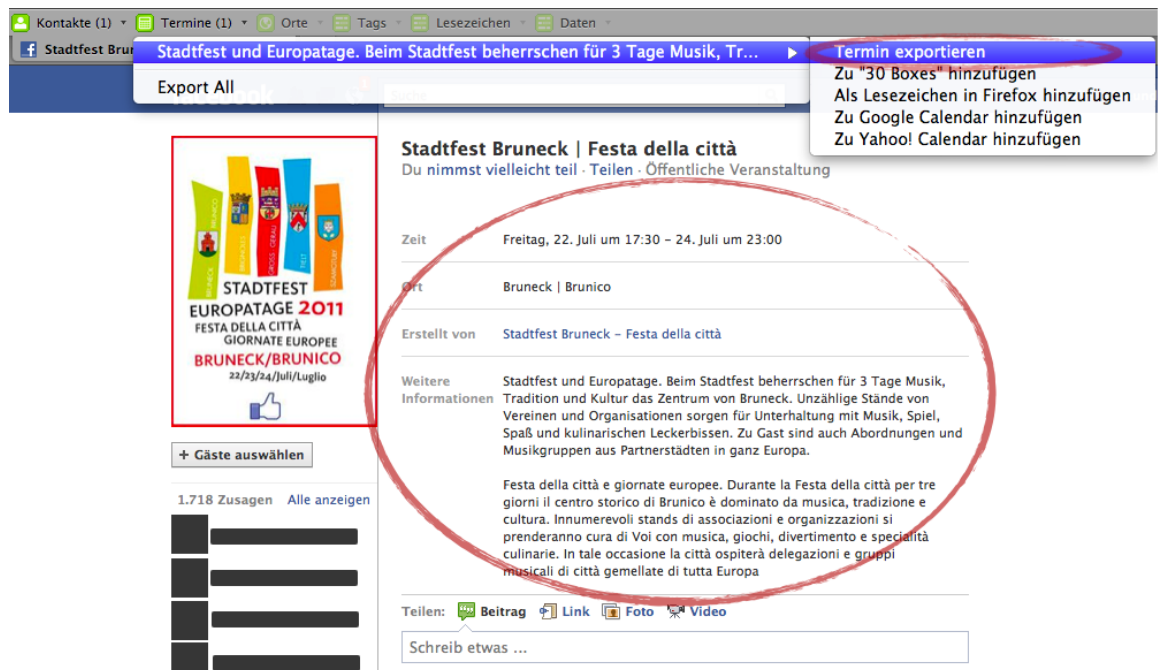 Kontakte (1) Termine (1) Orte Tags Lesezeichen Daten
Stadtfest Brun
Stadtfest und Europatage. Beim Stadtfest beherrschen für 3 Tage Musik, Tr...
Export All
Termin exportieren
Zu "30 Boxes" hinzufügen
Als Lesezeichen in Firefox hinzufügen
Zu Google Calendar hinzufügen
Zu Yahoo! Calendar hinzufügen
facebook
BRUNECK
BRUNICO
BRIGNOLES
GROSS GERAU
TIELT
SZAMOTUŁY
STADTFEST
EUROPATAGE 2011
FESTA DELLA CITTÀ
GIORNATE EUROPEE
BRUNECK/BRUNICO
22/23/24/Juli/Luglio
+ Gäste auswählen
1.718 Zusagen Alle anzeigen
Stadtfest Bruneck | Festa della città
Du nimmst vielleicht teil · Teilen · Öffentliche Veranstaltung
Zeit Freitag, 22. Juli um 17:30 – 24. Juli um 23:00
Ort Bruneck | Brunico
Erstellt von Stadtfest Bruneck – Festa della città
Weitere Stadtfest und Europatage. Beim Stadtfest beherrschen für 3 Tage Musik,
Informationen Tradition und Kultur das Zentrum von Bruneck. Unzählige Stände von
Vereinen und Organisationen sorgen für Unterhaltung mit Musik, Spiel,
Spaß und kulinarischen Leckerbissen. Zu Gast sind auch Abordnungen und
Musikgruppen aus Partnerstädten in ganz Europa.
Festa della città e giornate europee. Durante la Festa della città per tre
giorni il centro storico di Brunico è dominato da musica, tradizione e
cultura. Innumerevoli stands di associazioni e organizzazioni si
prenderanno cura di Voi con musica, giochi, divertimento e specialità
culinarie. In tale occasione la città ospiterà delegazioni e gruppi
musicali di città gemellate di tutta Europa
Teilen: Beitrag Link Foto Video
Schreib etwas ...